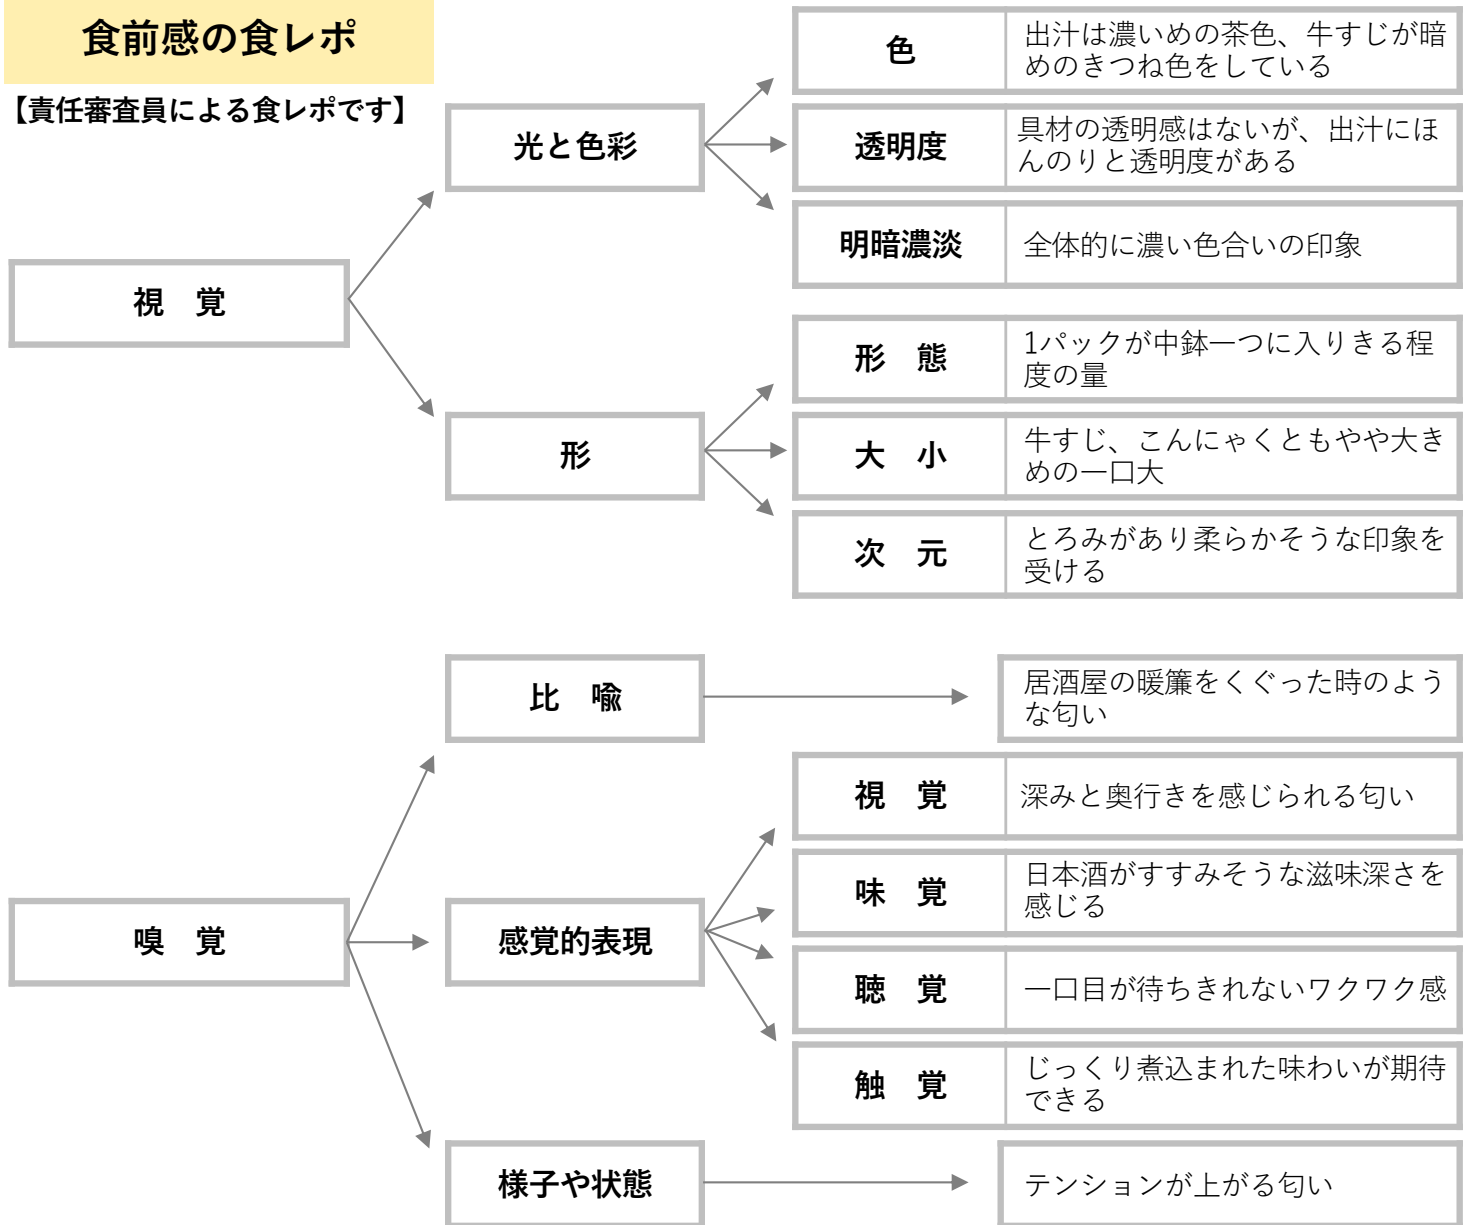 食前感の食レポ
【責任審査員による食レポです】
視　覚
光と色彩
色
出汁は濃いめの茶色、牛すじが暗
めのきつね色をしている
透明度
具材の透明感はないが、出汁にほ
んのりと透明度がある
明暗濃淡
全体的に濃い色合いの印象
形
形　態
1パックが中鉢一つに入りきる程
度の量
大　小
牛すじ、こんにゃくともやや大き
めの一口大
次　元
とろみがあり柔らかそうな印象を
受ける
嗅　覚
比　喩
居酒屋の暖簾をくぐった時のよう
な匂い
感覚的表現
視　覚
深みと奥行きを感じられる匂い
味　覚
日本酒がすすみそうな滋味深さを
感じる
聴　覚
一口目が待ちきれないワクワク感
触　覚
じっくり煮込まれた味わいが期待
できる
様子や状態
テンションが上がる匂い